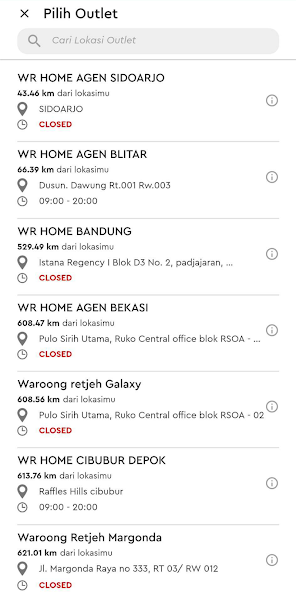 Pilih Outlet
Cari Lokasi Outlet
WR HOME AGEN SIDOARJO
43.46 km dari lokasimu
SIDOARJO
CLOSED
WR HOME AGEN BLITAR
66.39 km dari lokasimu
Dusun. Dawung Rt.001 Rw.003
09:00 - 20:00
WR HOME BANDUNG
529.49 km dari lokasimu
Istana Regency I Blok D3 No. 2, padjajaran, ...
CLOSED
WR HOME AGEN BEKASI
608.47 km dari lokasimu
Pulo Sirih Utama, Ruko Central office blok RSOA - ...
CLOSED
Waroong retjeh Galaxy
608.56 km dari lokasimu
Pulo Sirih Utama, Ruko Central office blok RSOA - 02
CLOSED
WR HOME CIBUBUR DEPOK
613.76 km dari lokasimu
Raffles Hills cibubur
09:00 - 20:00
Waroong Retjeh Margonda
621.01 km dari lokasimu
Jl. Margonda Raya no 333, RT 03/ RW 012
CLOSED